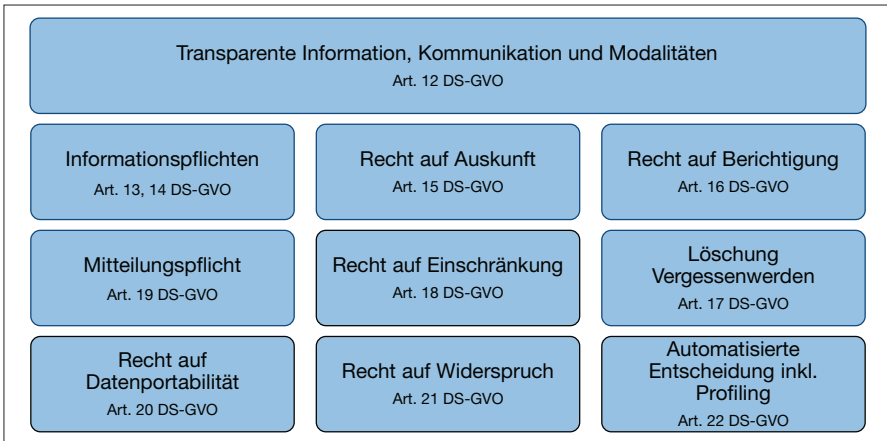 Transparente Information, Kommunikation und Modalitäten
Art. 12 DS-GVO
Informationspflichten
Art. 13, 14 DS-GVO
Recht auf Auskunft
Art. 15 DS-GVO
Recht auf Berichtigung
Art. 16 DS-GVO
Mitteilungspflicht
Art. 19 DS-GVO
Recht auf Einschränkung
Art. 18 DS-GVO
Löschung
Vergessenwerden
Art. 17 DS-GVO
Recht auf
Datenportabilität
Art. 20 DS-GVO
Recht auf Widerspruch
Art. 21 DS-GVO
Automatisierte
Entscheidung inkl.
Profiling
Art. 22 DS-GVO